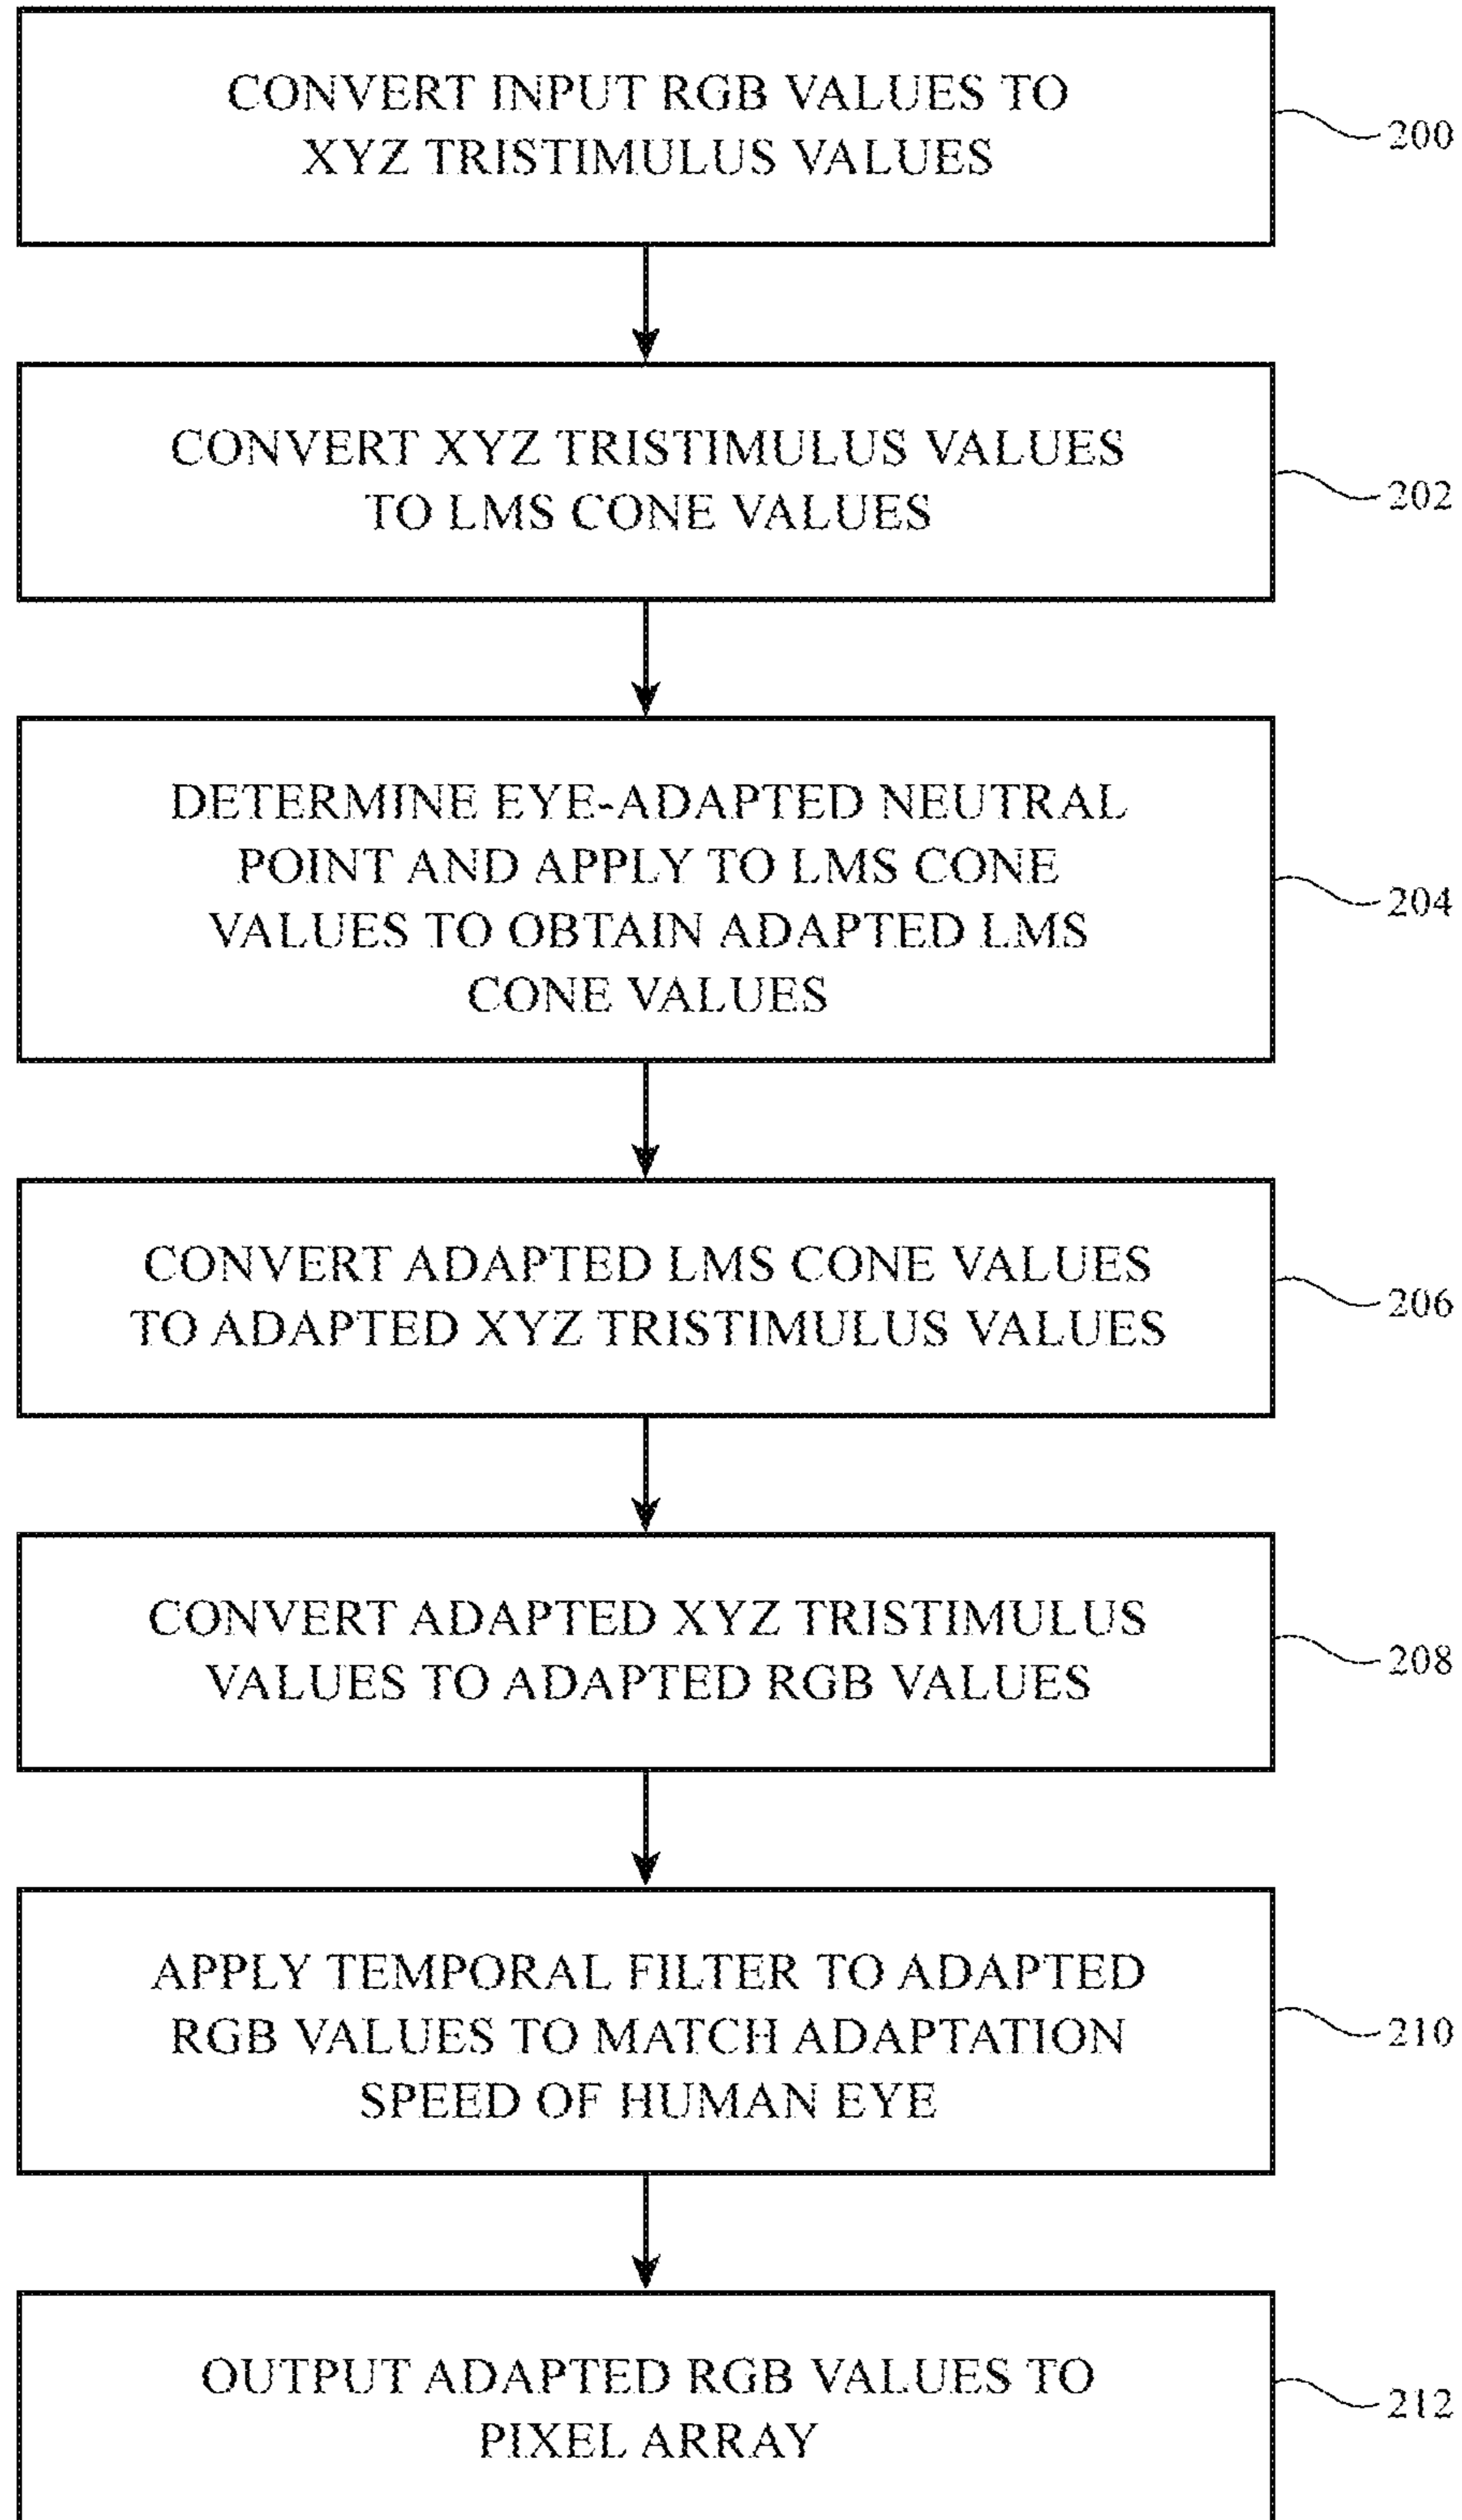 CONVERT INPUT RGB VALUES TO
XYZ TRISTIMULUS VALUES
200
CONVERT XYZ TRISTIMULUS VALUES
TO LMS CONE VALUES
202
DETERMINE EYE-ADAPTED NEUTRAL
POINT AND APPLY TO LMS CONE
VALUES TO OBTAIN ADAPTED LMS
CONE VALUES
204
CONVERT ADAPTED LMS CONE VALUES
TO ADAPTED XYZ TRISTIMULUS VALUES
206
CONVERT ADAPTED XYZ TRISTIMULUS
VALUES TO ADAPTED RGB VALUES
208
APPLY TEMPORAL FILTER TO ADAPTED
RGB VALUES TO MATCH ADAPTATION
SPEED OF HUMAN EYE
210
OUTPUT ADAPTED RGB VALUES TO
PIXEL ARRAY
212